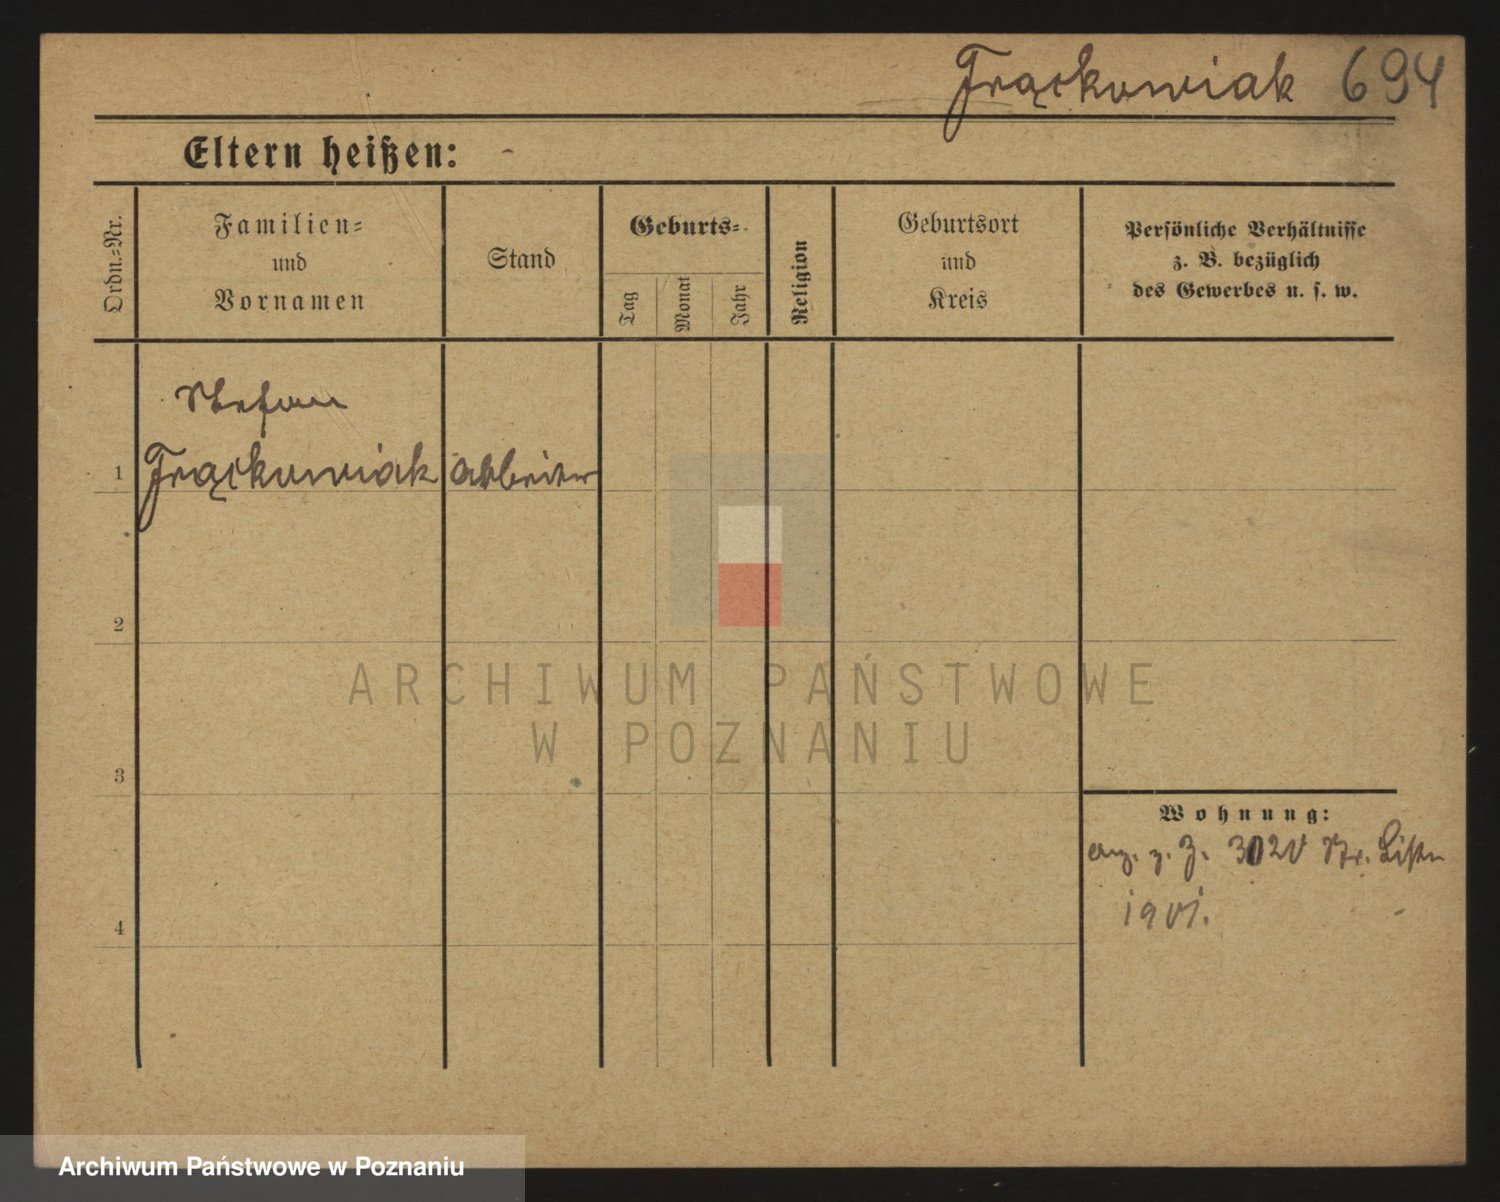 Frąckowiak 694
Eltern heißen:
Ordn.=Nr.
Familien=
und
Vornamen
Stand
Geburts=
Tag
Monat
Jahr
Religion
Geburtsort
und
Kreis
Persönliche Verhältnisse
z. B. bezüglich
des Gewerbes u. s. w.
Stefan
1 Frąckowiak Arbeiter
2
ARCHIWUM PAŃSTWOWE
W POZNANIU
3
Wohnung:
z. Z. St. Liste
1901.
4
Archiwum Państwowe w Poznaniu